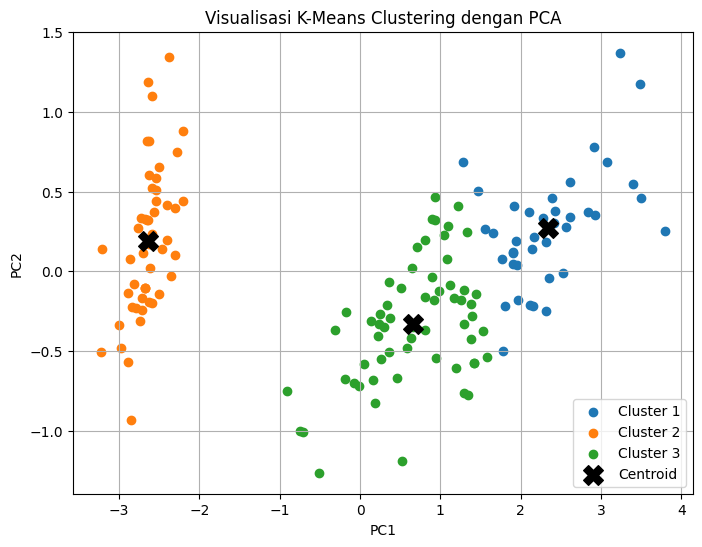 Visualisasi K-Means Clustering dengan PCA
PC2
1.5
1.0
0.5
0.0
−0.5
−1.0
Cluster 1
Cluster 2
Cluster 3
Centroid
−3
−2
−1
0
1
2
3
4
PC1